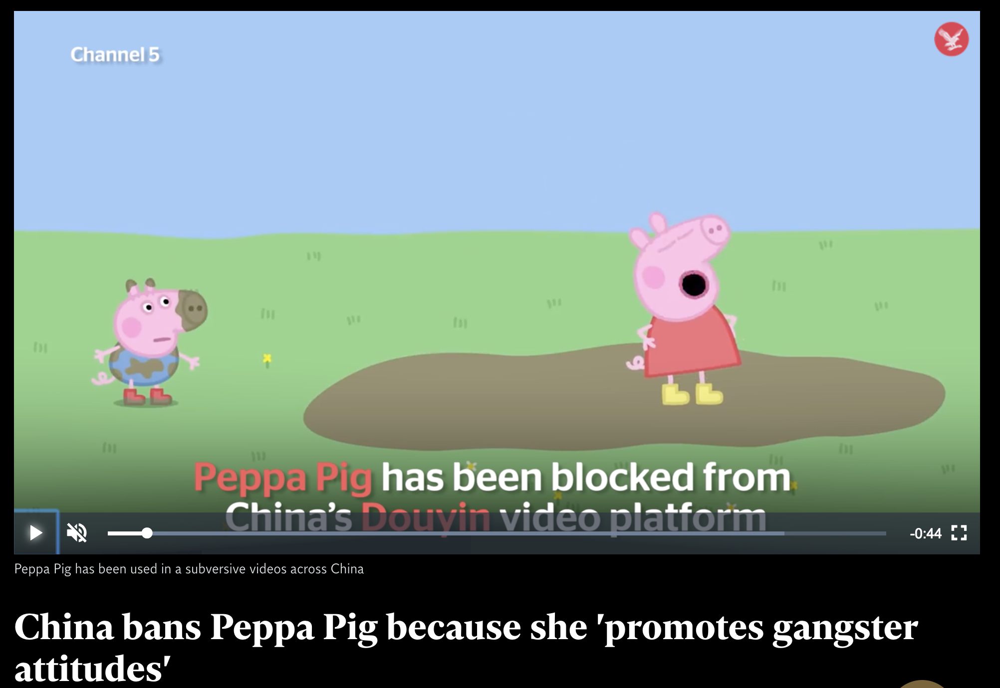 Channel 5
Peppa Pig has been blocked from
China’s Douyin video platform
-0:44
Peppa Pig has been used in a subversive videos across China
China bans Peppa Pig because she 'promotes gangster
attitudes'